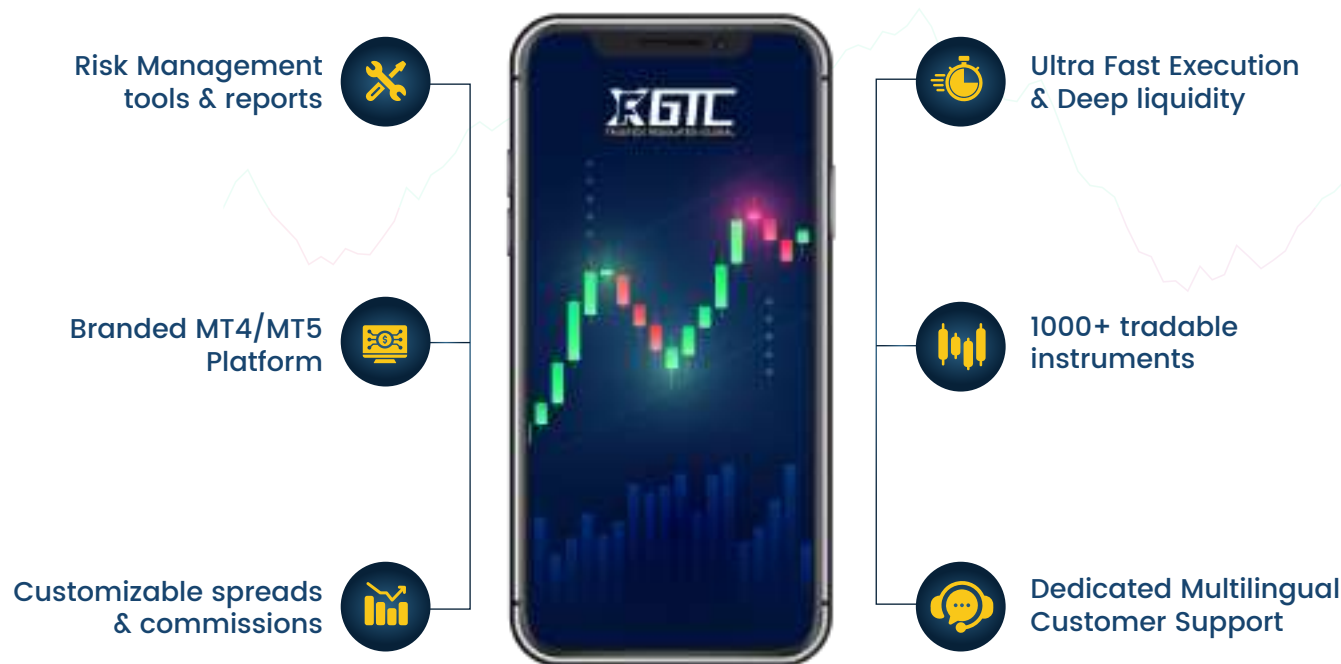 Risk Management
tools & reports
Branded MT4/MT5
Platform
Customizable spreads
& commissions
GTC
Ultra Fast Execution
& Deep liquidity
1000+ tradable
instruments
Dedicated Multilingual
Customer Support